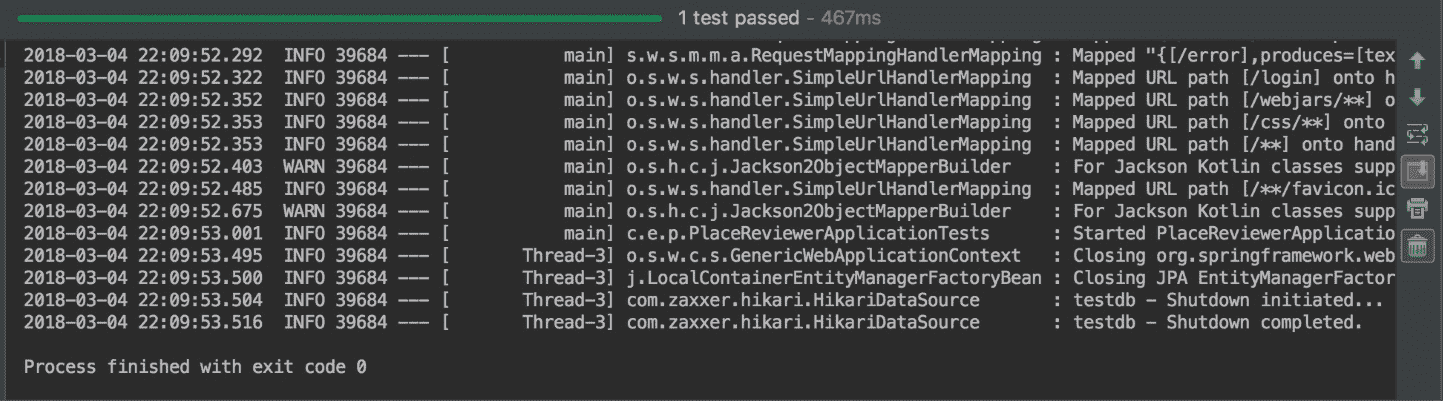 1 test passed - 467ms
2018-03-04 22:09:52.292  INFO 39684 --- [           main] s.w.s.m.m.a.RequestMappingHandlerMapping : Mapped "{[/error],produces=[tex
2018-03-04 22:09:52.322  INFO 39684 --- [           main] o.s.w.s.handler.SimpleUrlHandlerMapping  : Mapped URL path [/login] onto h
2018-03-04 22:09:52.352  INFO 39684 --- [           main] o.s.w.s.handler.SimpleUrlHandlerMapping  : Mapped URL path [/webjars/**] o
2018-03-04 22:09:52.353  INFO 39684 --- [           main] o.s.w.s.handler.SimpleUrlHandlerMapping  : Mapped URL path [/css/**] onto
2018-03-04 22:09:52.353  INFO 39684 --- [           main] o.s.w.s.handler.SimpleUrlHandlerMapping  : Mapped URL path [/**] onto hand
2018-03-04 22:09:52.403  WARN 39684 --- [           main] o.s.h.c.j.Jackson2ObjectMapperBuilder    : For Jackson Kotlin classes supp
2018-03-04 22:09:52.485  INFO 39684 --- [           main] o.s.w.s.handler.SimpleUrlHandlerMapping  : Mapped URL path [/**/favicon.ic
2018-03-04 22:09:52.675  WARN 39684 --- [           main] o.s.h.c.j.Jackson2ObjectMapperBuilder    : For Jackson Kotlin classes supp
2018-03-04 22:09:53.001  INFO 39684 --- [           main] c.e.p.PlaceReviewerApplicationTests      : Started PlaceReviewerApplicatio
2018-03-04 22:09:53.495  INFO 39684 --- [       Thread-3] o.s.w.c.s.GenericWebApplicationContext   : Closing org.springframework.web
2018-03-04 22:09:53.500  INFO 39684 --- [       Thread-3] j.LocalContainerEntityManagerFactoryBean : Closing JPA EntityManagerFactor
2018-03-04 22:09:53.504  INFO 39684 --- [       Thread-3] com.zaxxer.hikari.HikariDataSource       : testdb - Shutdown initiated...
2018-03-04 22:09:53.516  INFO 39684 --- [       Thread-3] com.zaxxer.hikari.HikariDataSource       : testdb - Shutdown completed.
Process finished with exit code 0